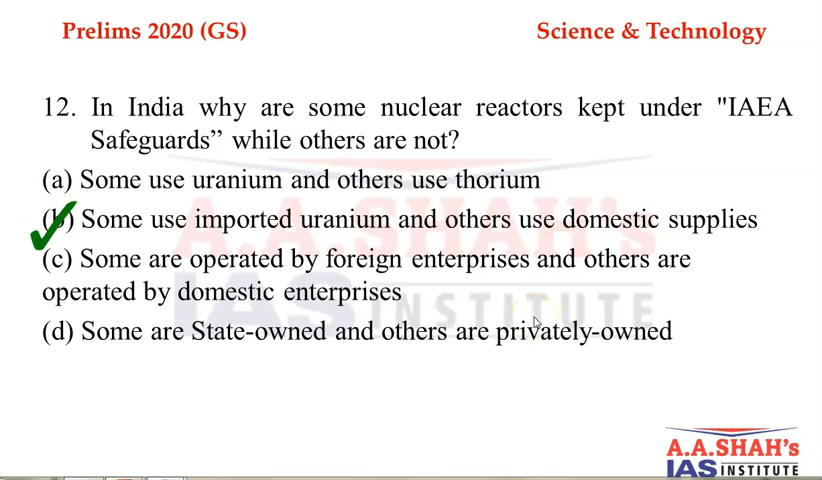 Prelims 2020 (GS)
Science & Technology
12. In India why are some nuclear reactors kept under "IAEA
Safeguards” while others are not?
(a) Some use uranium and others use thorium
(b) Some use imported uranium and others use domestic supplies
(c) Some are operated by foreign enterprises and others are
operated by domestic enterprises
(d) Some are State-owned and others are privately-owned
A.A.SHAH's
IAS INSTITUTE
A.A.SHAH's
IAS INSTITUTE